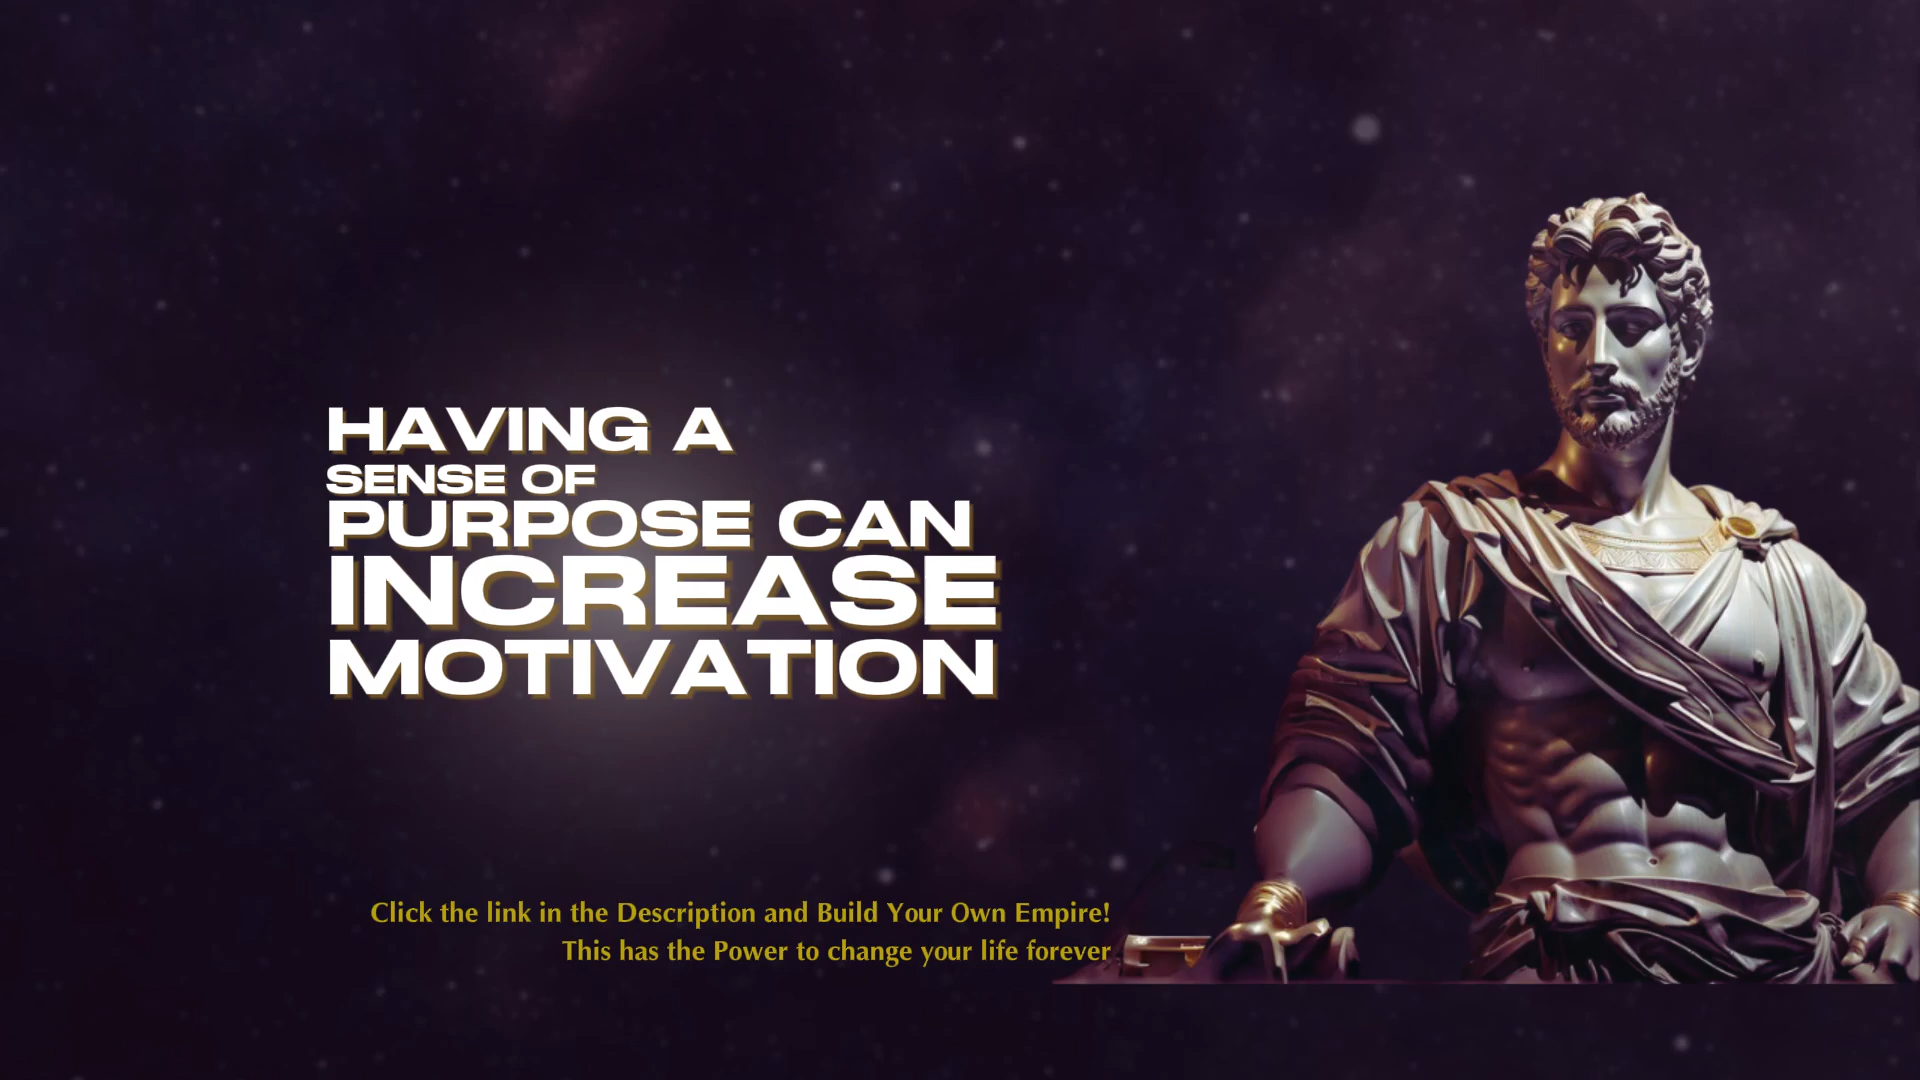 HAVING A
SENSE OF
PURPOSE CAN
INCREASE
MOTIVATION
Click the link in the Description and Build Your Own Empire!
This has the Power to change your life forever